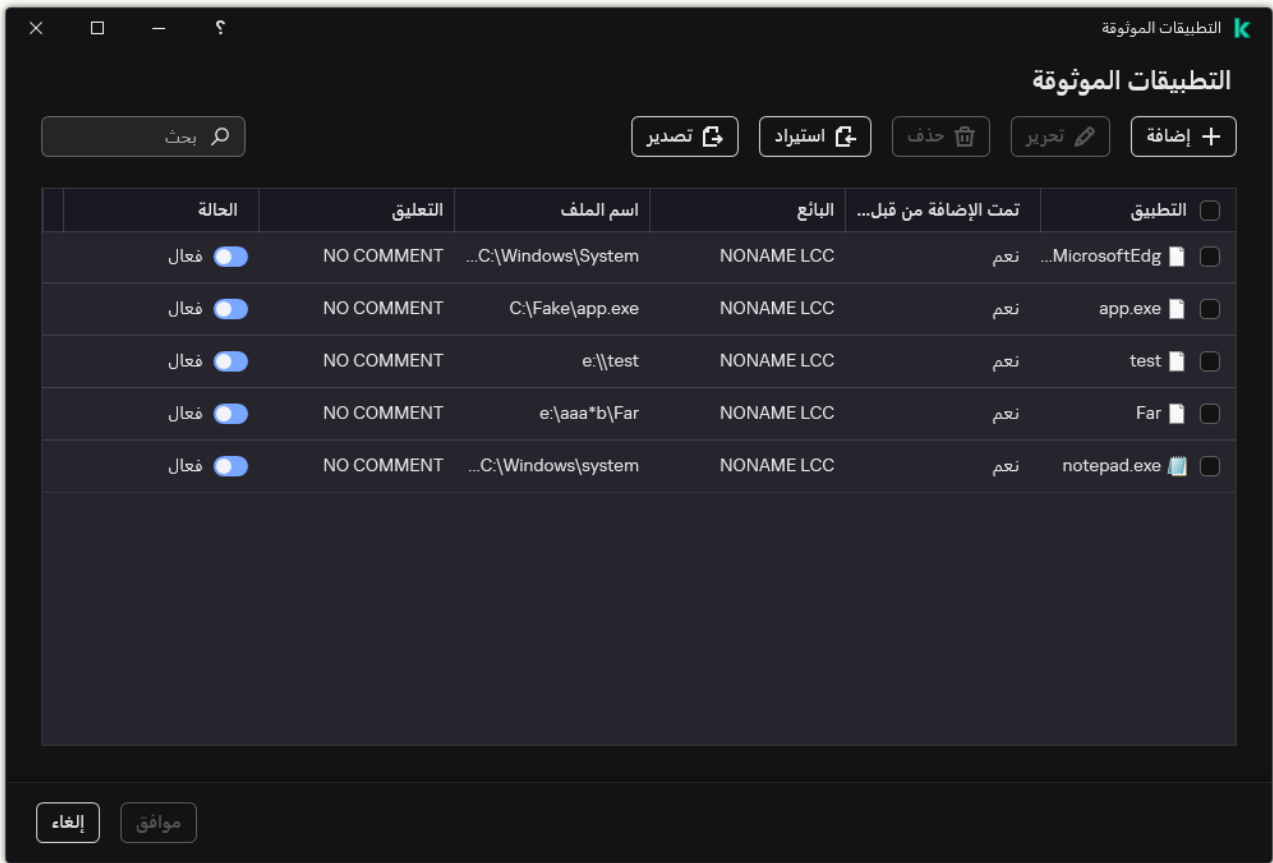 التطبيقات الموثوقة
؟
التطبيقات الموثوقة
إضافة تحرير حذف استيراد تصدير بحث
التطبيق تمت الإضافة من قبل... البائع اسم الملف التعليق الحالة
MicrosoftEdg... نعم NONAME LCC C:\Windows\System... NO COMMENT فعال
app.exe نعم NONAME LCC C:\Fake\app.exe NO COMMENT فعال
test نعم NONAME LCC e:\\test NO COMMENT فعال
Far نعم NONAME LCC e:\aaa*b\Far NO COMMENT فعال
notepad.exe نعم NONAME LCC C:\Windows\system... NO COMMENT فعال
موافق إلغاء